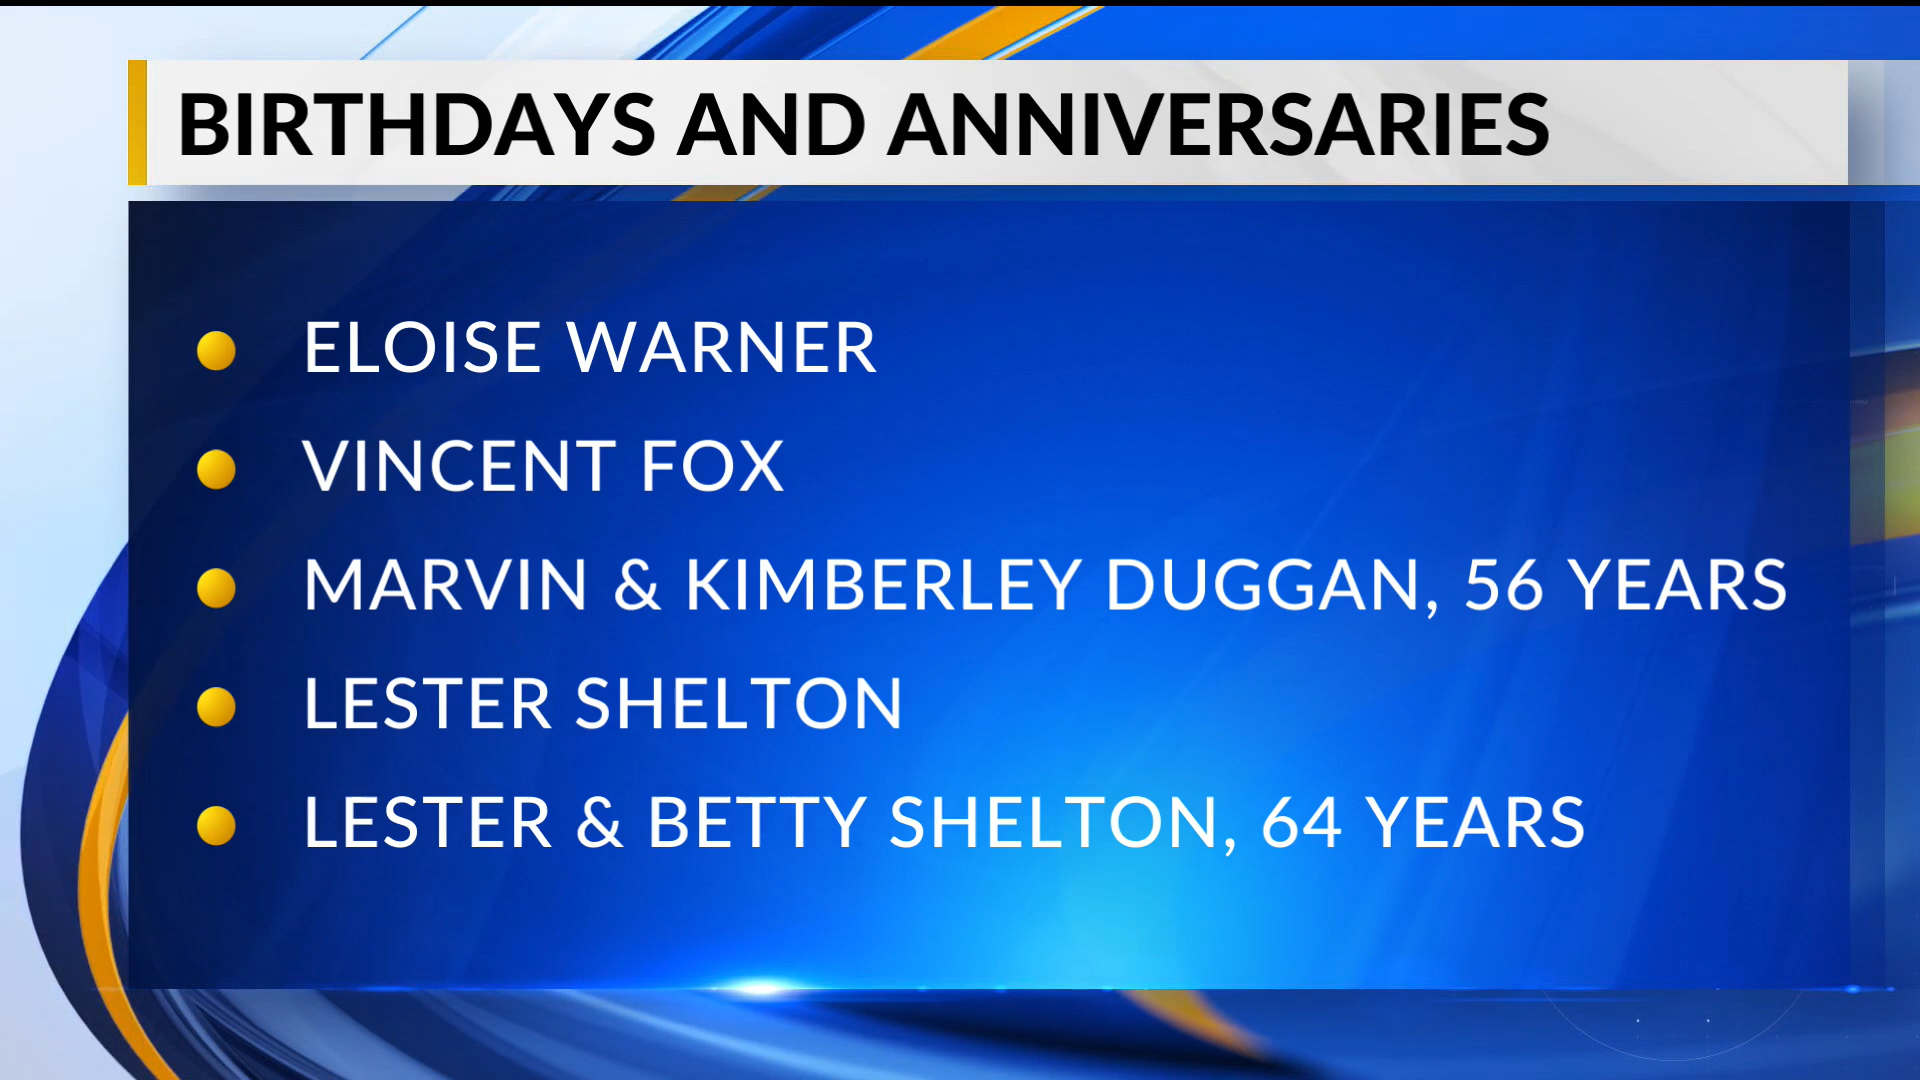 BIRTHDAYS AND ANNIVERSARIES
ELOISE WARNER
VINCENT FOX
MARVIN & KIMBERLEY DUGGAN, 56 YEARS
LESTER SHELTON
LESTER & BETTY SHELTON, 64 YEARS